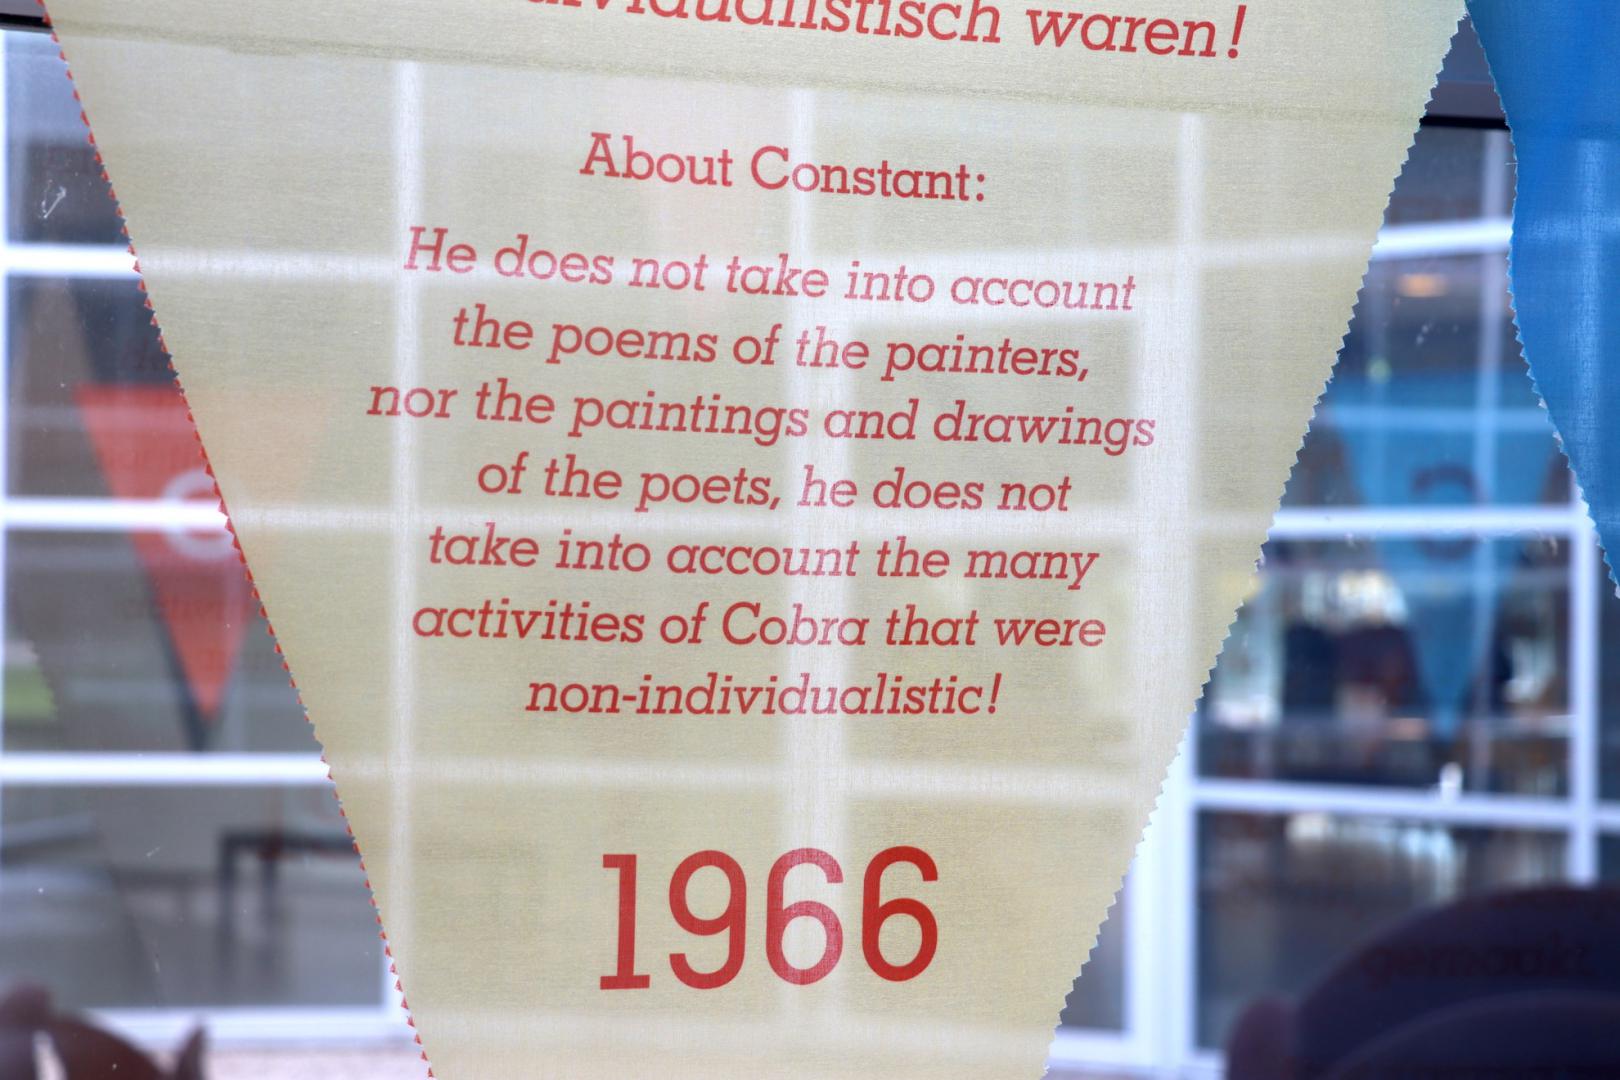 waren!
About Constant:
He does not take into account
the poems of the painters,
nor the paintings and drawings
of the poets, he does not
take into account the many
activities of Cobra that were
non-individualistic!
1966